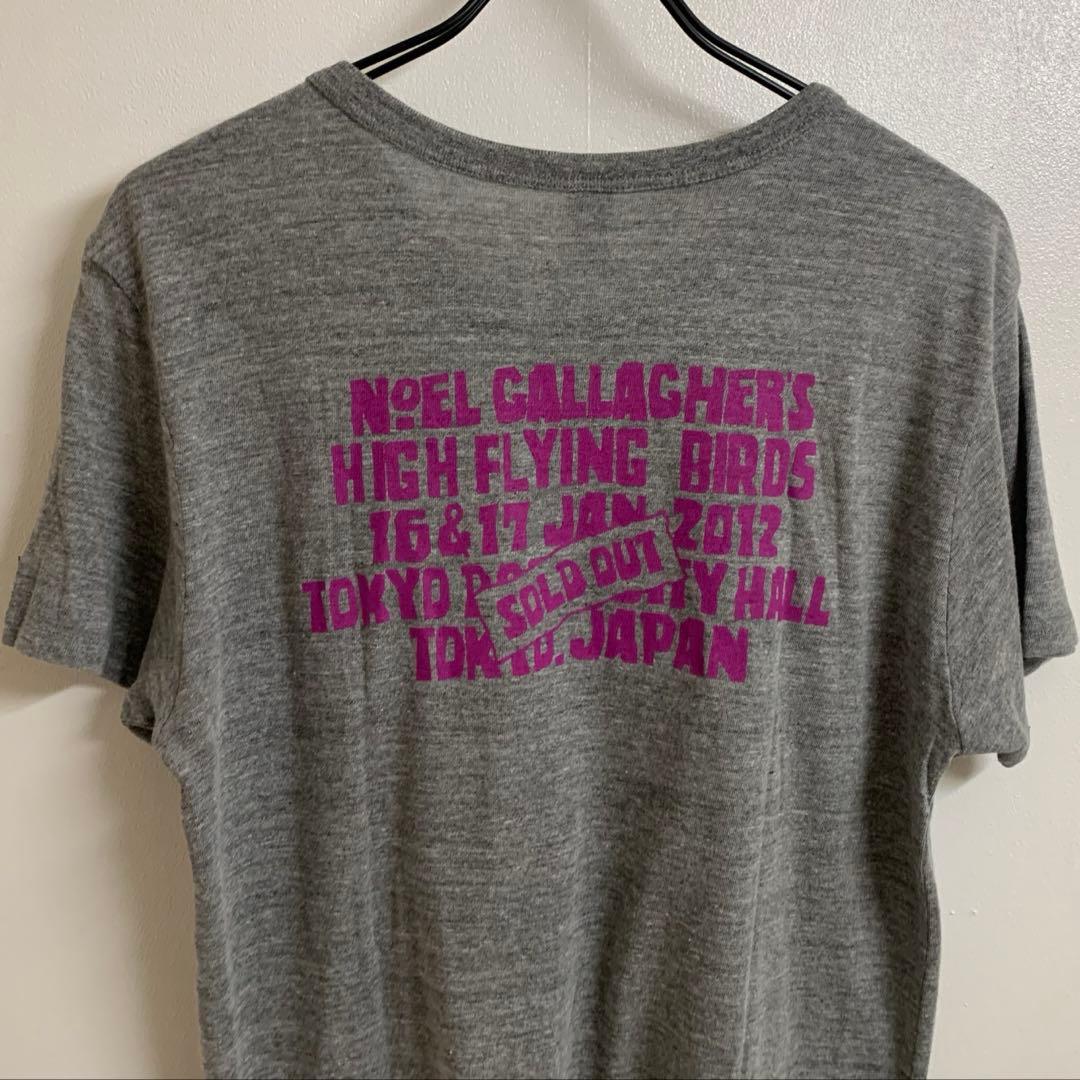 NOEL GALLAGHER'S
HIGH FLYING BIRDS
16 & 17 JAN 2012
TOKYO HALL
SOLD OUT
TOKYO. JAPAN